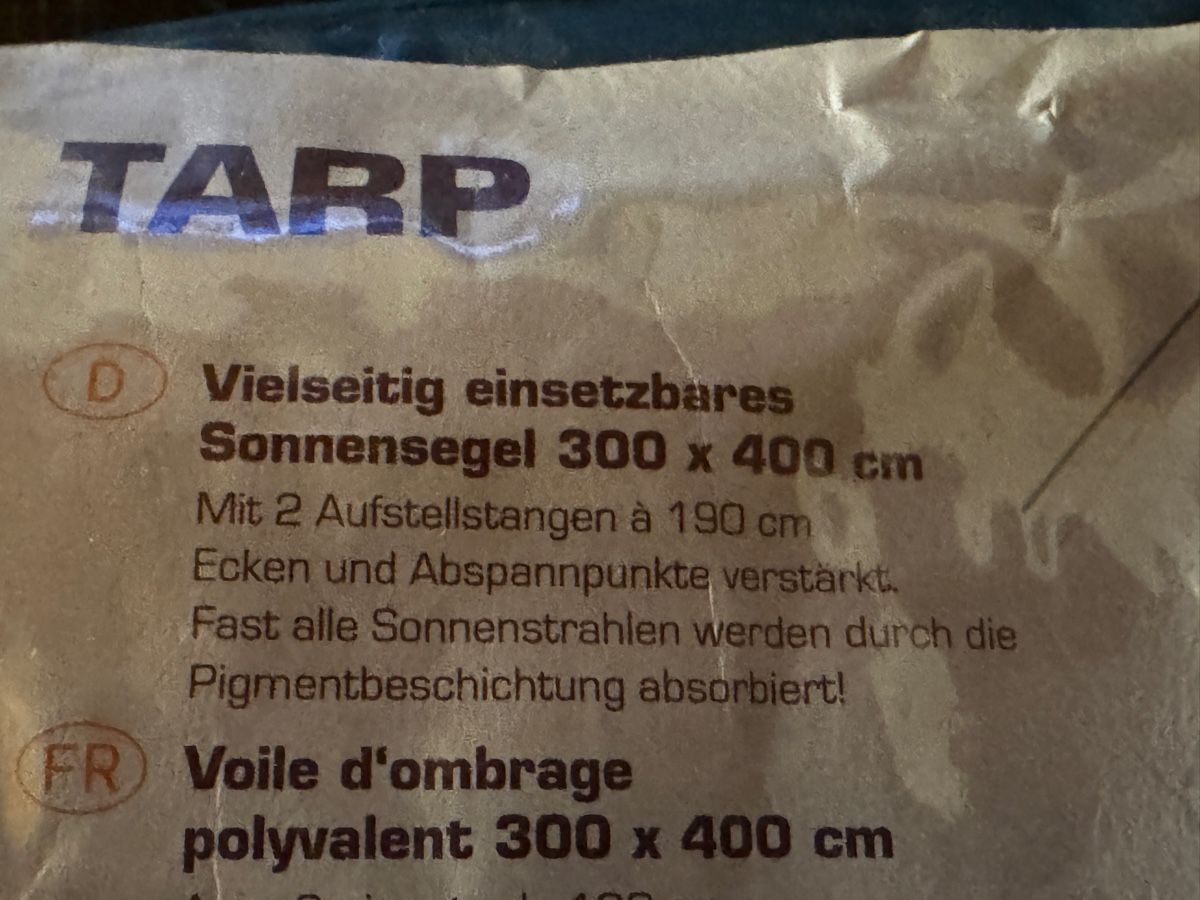 TARP
D Vielseitig einsetzbares
Sonnensegel 300 x 400 cm
Mit 2 Aufstellstangen à 190 cm
Ecken und Abspannpunkte verstärkt.
Fast alle Sonnenstrahlen werden durch die
Pigmentbeschichtung absorbiert!
FR Voile d‘ombrage
polyvalent 300 x 400 cm